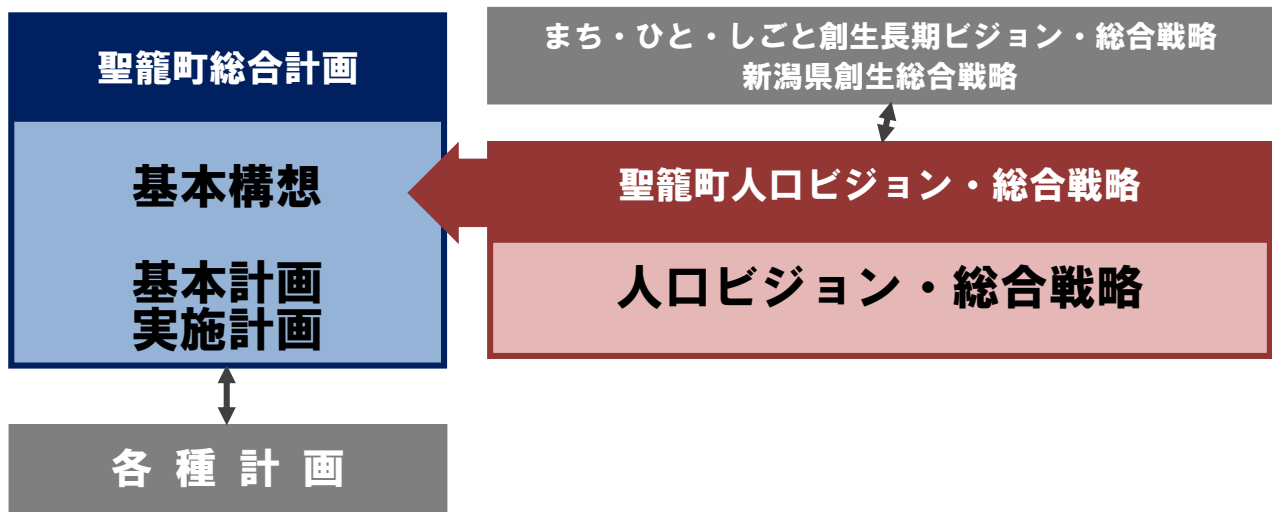 聖籠町総合計画
基本構想
基本計画
実施計画
各種計画
まち・ひと・しごと創生長期ビジョン・総合戦略
新潟県創生総合戦略
聖籠町人口ビジョン・総合戦略
人口ビジョン・総合戦略